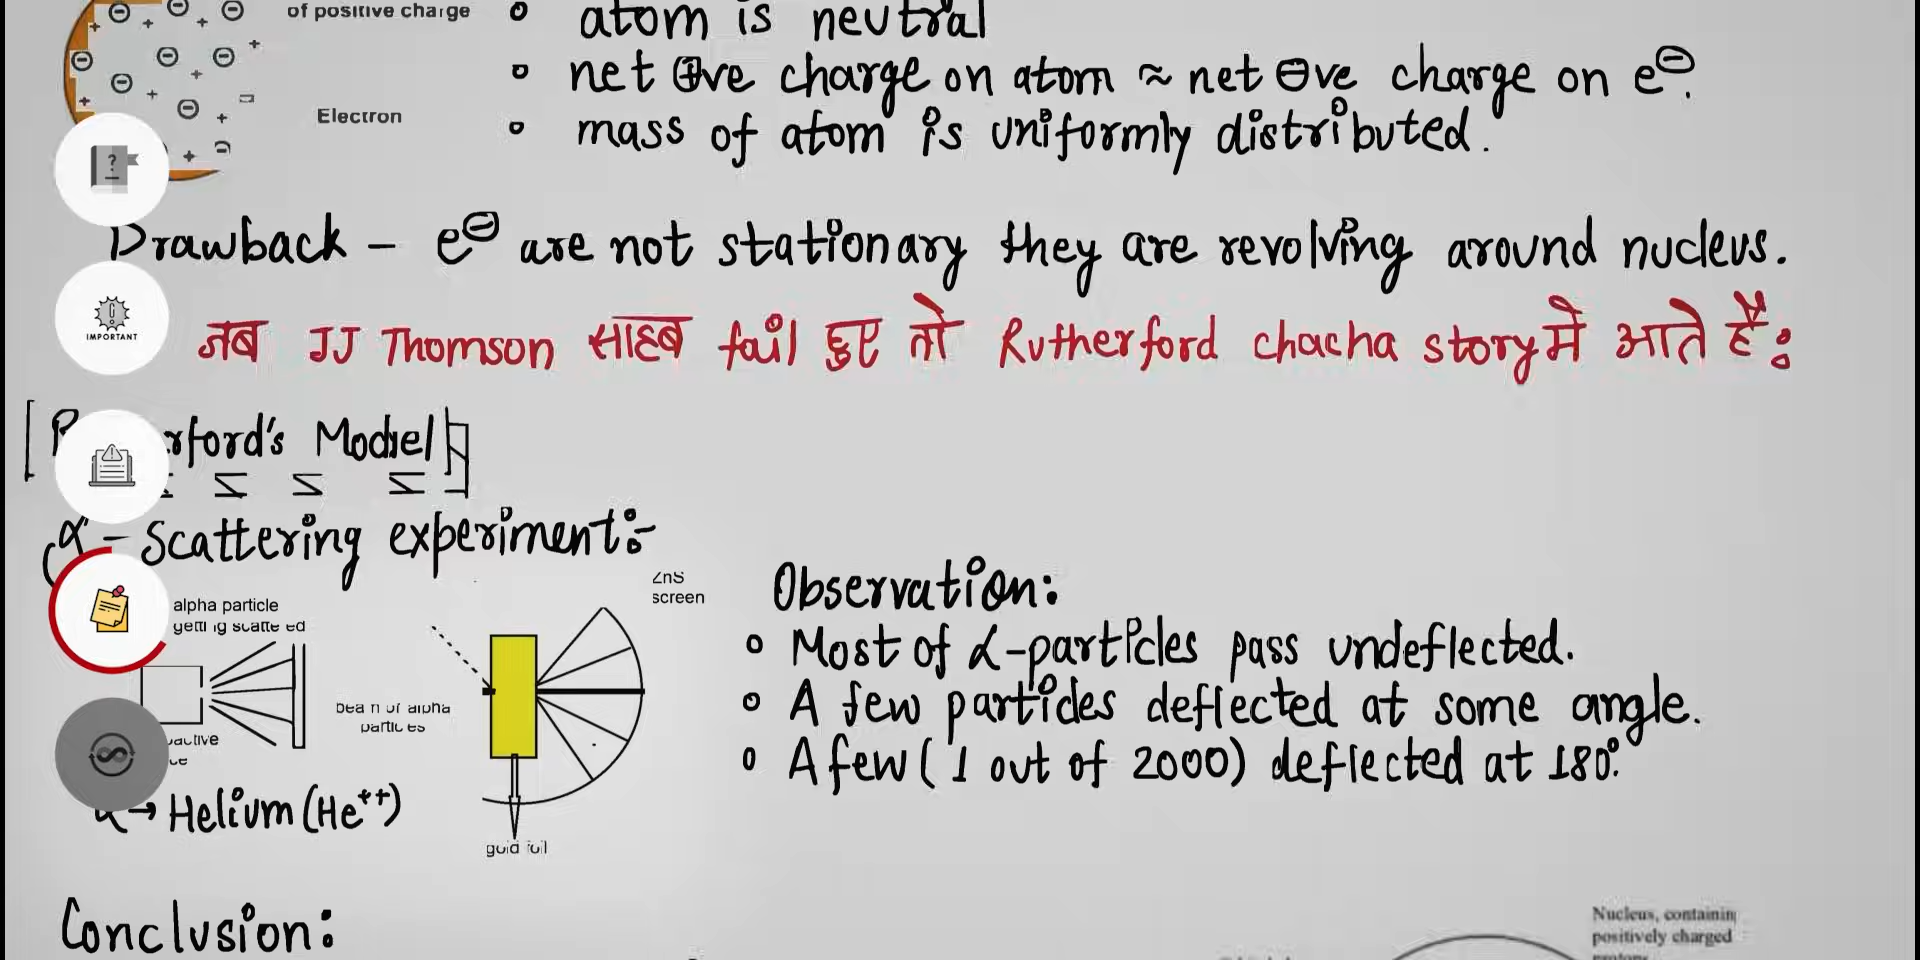 of positive charge
• atom is neutral
• net ⊕ve charge on atom ≈ net ⊖ve charge on e⊖.
Electron
• mass of atom is uniformly distributed.
Drawback – e⊖ are not stationary they are revolving around nucleus.
IMPORTANT
जब JJ Thomson साहब fail हुए तो Rutherford chacha story में आते हैं:
Model]
α – Scattering experiment:-
alpha particle
ZnS
screen
Observation:
• Most of α-particles pass undeflected.
• A few particles deflected at some angle.
• A few (1 out of 2000) deflected at 180°.
→ Helium (He++)
Conclusion:
Nucleus,
positively charged